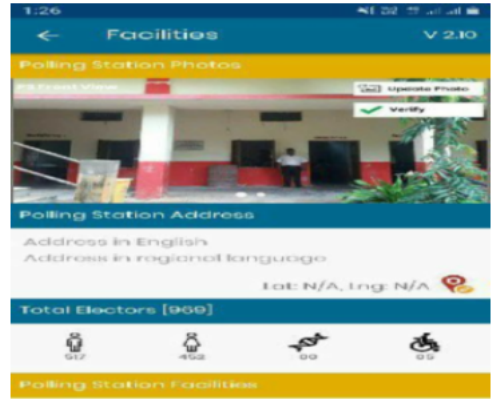 1:26
Facilities V 2.10
Polling Station Photos
PS Front View Update Photo
Verify
Polling Station Address
Address in English
Address in regional language
Lat: N/A, Lng: N/A
Total Electors [969]
517 452 00 05
Polling Station Facilities